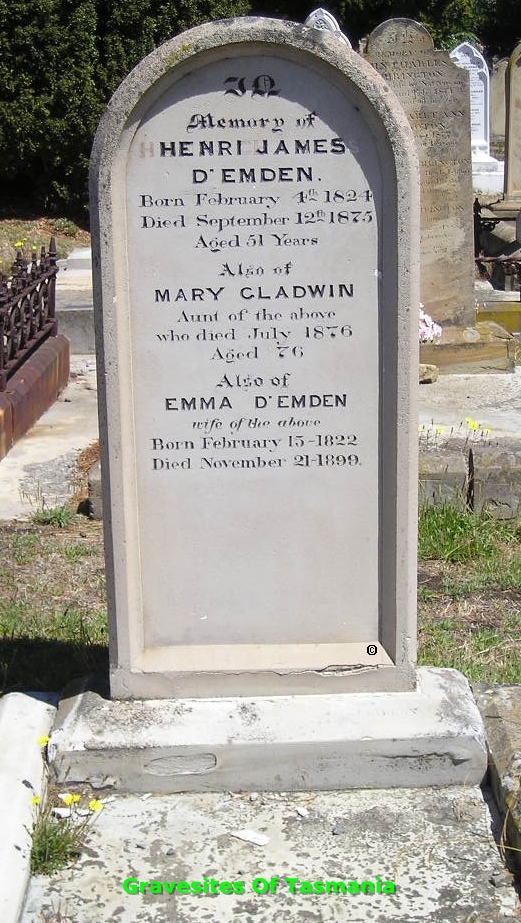 IN
Memory of
HENRI JAMES
D'EMDEN.
Born February 4th 1824
Died September 12th 1875
Aged 51 Years
Also of
MARY GLADWIN
Aunt of the above
who died July 1876
Aged 76
Also of
EMMA D'EMDEN
wife of the above
Born February 15-1822
Died November 21-1899.
©
Gravesites Of Tasmania